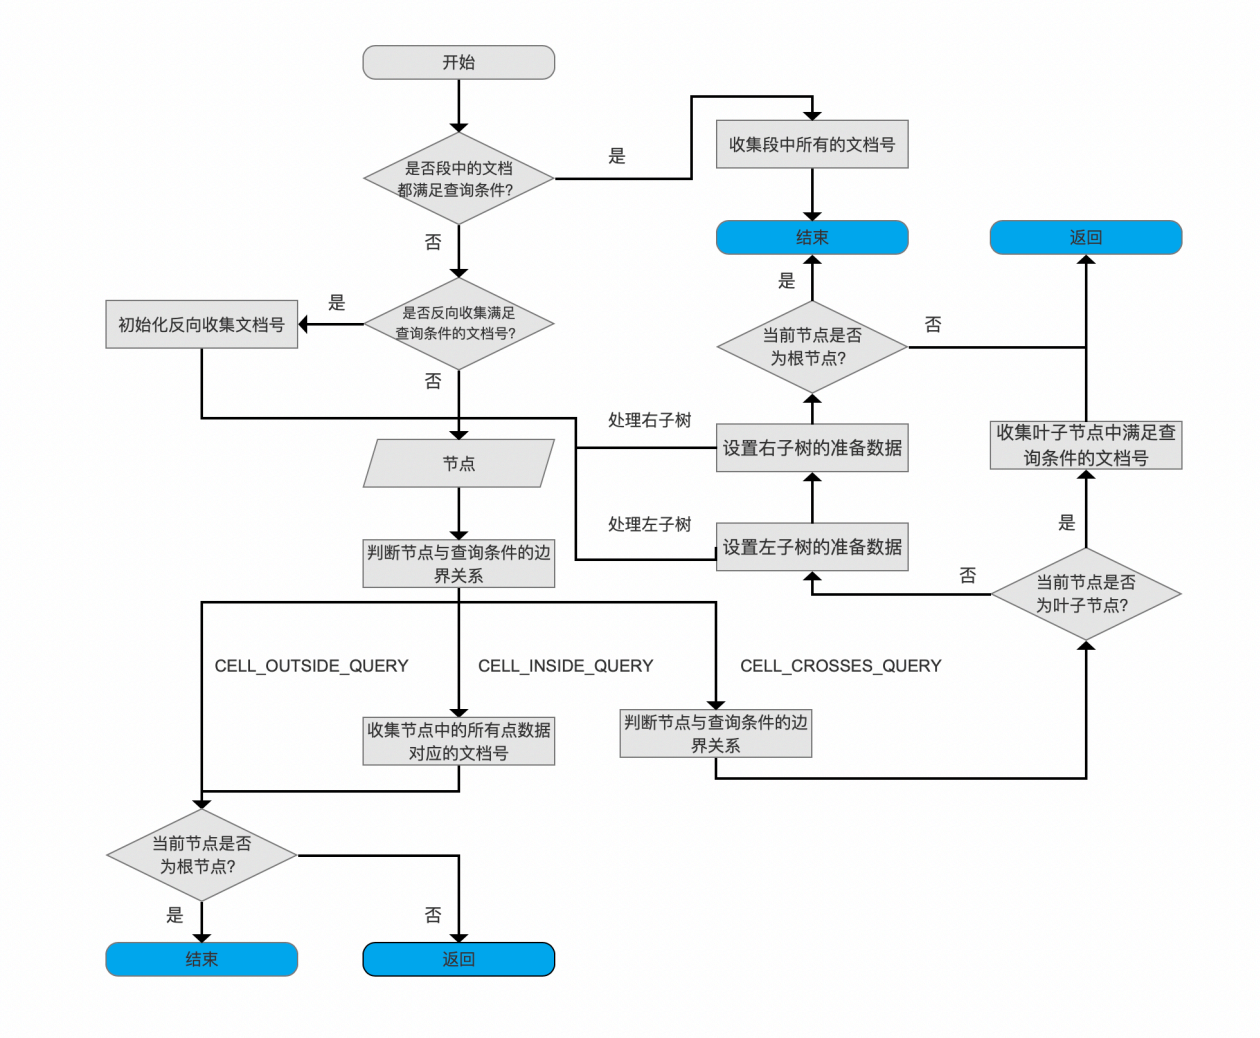 开始
是否段中的文档
都满足查询条件?
是
收集段中所有的文档号
否
结束
返回
是否反向收集满足
查询条件的文档号?
是
初始化反向收集文档号
否
是
当前节点是否
为根节点?
否
处理右子树
设置右子树的准备数据
收集叶子节点中满足查
询条件的文档号
节点
处理左子树
设置左子树的准备数据
是
否
当前节点是否
为叶子节点?
判断节点与查询条件的边
界关系
CELL_OUTSIDE_QUERY
CELL_INSIDE_QUERY
CELL_CROSSES_QUERY
收集节点中的所有点数据
对应的文档号
判断节点与查询条件的边
界关系
当前节点是否
为根节点?
是
否
结束
返回